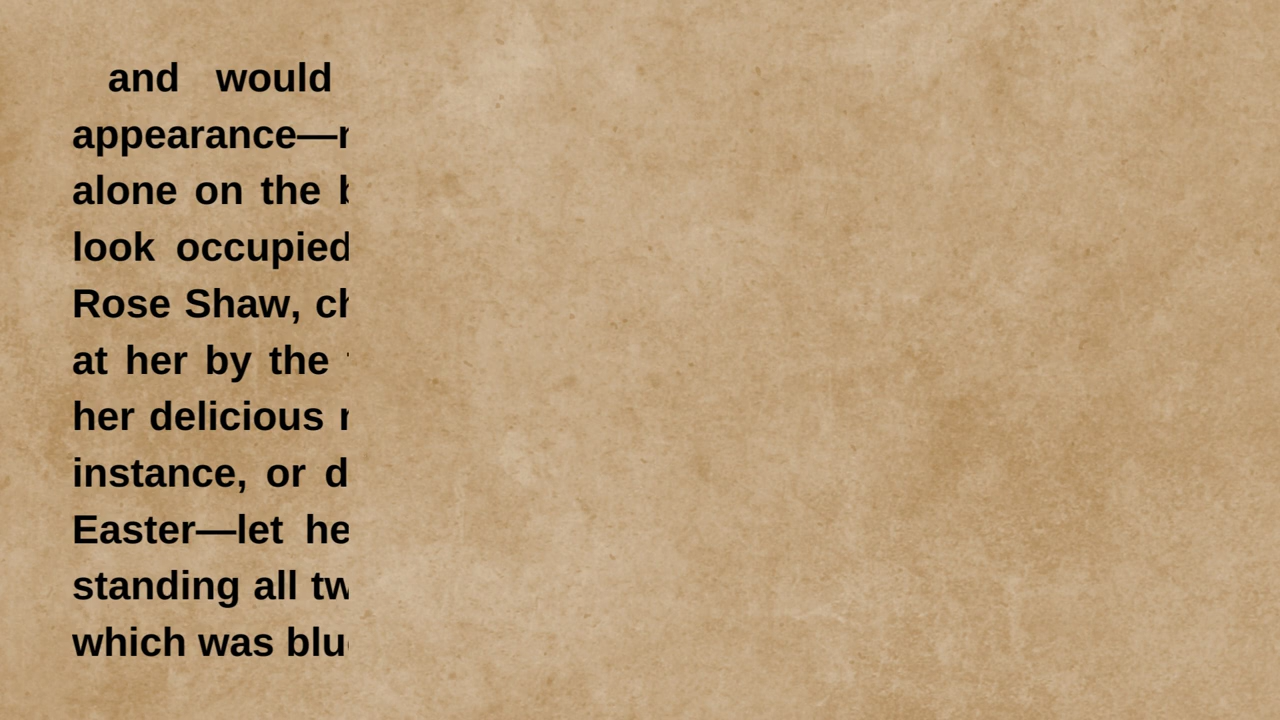 and would
appearance—
alone on the
look occupied
Rose Shaw,
at her by the
her delicious
instance, or
Easter—let
standing all
which was